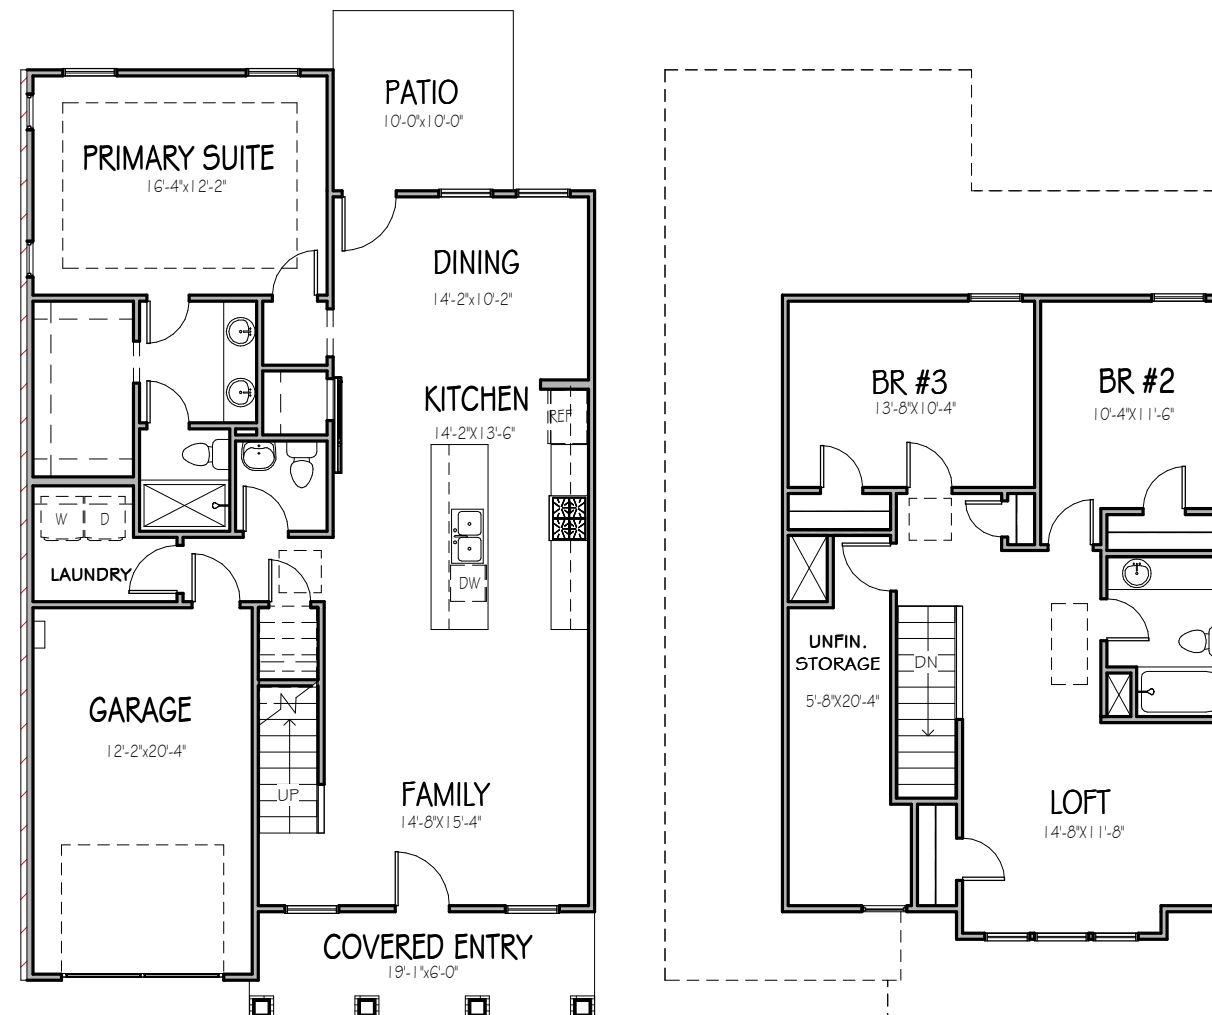 PATIO
10'-0"x10'-0"
PRIMARY SUITE
16'-4"x12'-2"
DINING
14'-2"x10'-2"
KITCHEN
14'-2"X13'-6"
REF
W
D
DW
LAUNDRY
GARAGE
12'-2"x20'-4"
UP
FAMILY
14'-8"X15'-4"
COVERED ENTRY
19'-1"x6'-0"
BR #3
13'-8"X10'-4"
BR #2
10'-4"X11'-6"
UNFIN.
STORAGE
5'-8"X20'-4"
DN
LOFT
14'-8"X11'-8"